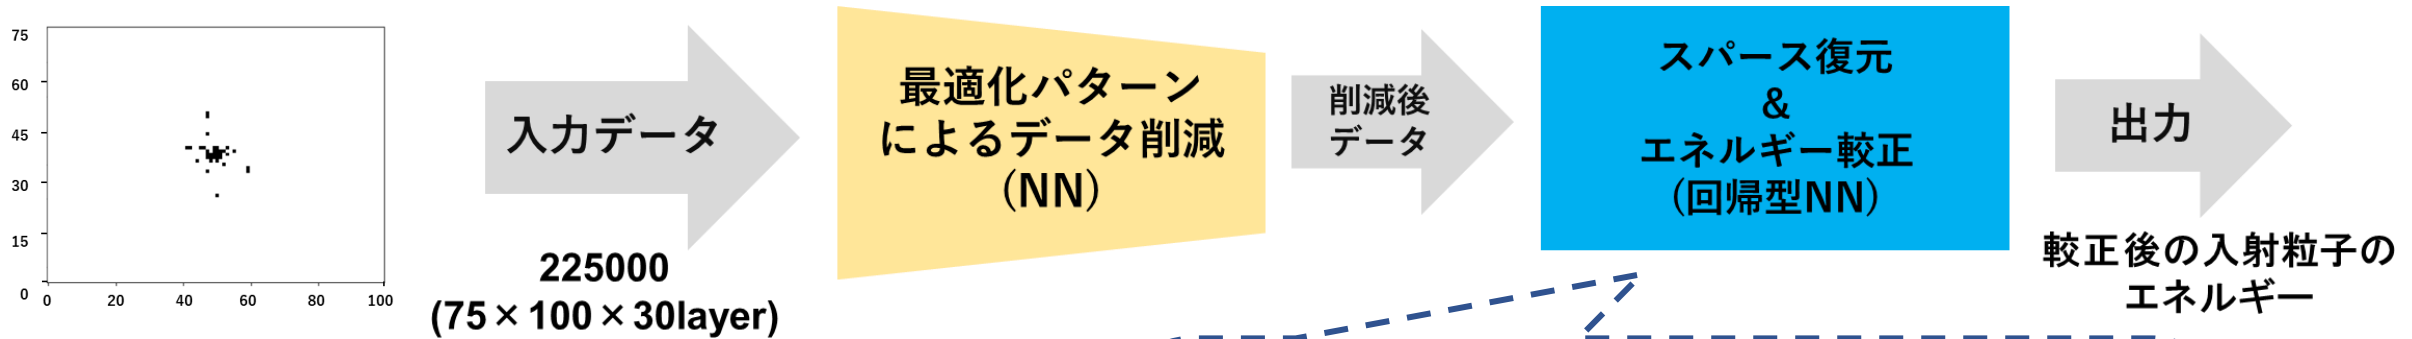 75
60
45
30
15
0
0 20 40 60 80 100
入力データ
225000
(75×100×30layer)
最適化パターン
によるデータ削減
(NN)
削減後
データ
スパース復元
&
エネルギー較正
(回帰型NN)
出力
較正後の入射粒子の
エネルギー